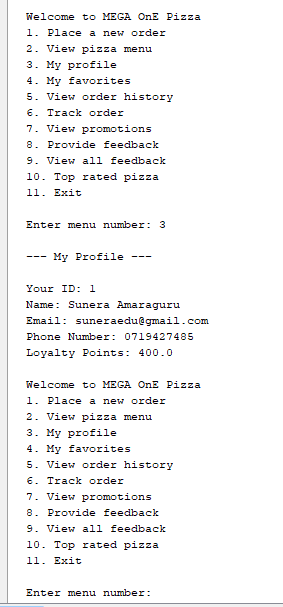 Welcome to MEGA OnE Pizza
1. Place a new order
2. View pizza menu
3. My profile
4. My favorites
5. View order history
6. Track order
7. View promotions
8. Provide feedback
9. View all feedback
10. Top rated pizza
11. Exit
Enter menu number: 3
--- My Profile ---
Your ID: 1
Name: Sunera Amaraguru
Email: suneraedu@gmail.com
Phone Number: 0719427485
Loyalty Points: 400.0
Welcome to MEGA OnE Pizza
1. Place a new order
2. View pizza menu
3. My profile
4. My favorites
5. View order history
6. Track order
7. View promotions
8. Provide feedback
9. View all feedback
10. Top rated pizza
11. Exit
Enter menu number: